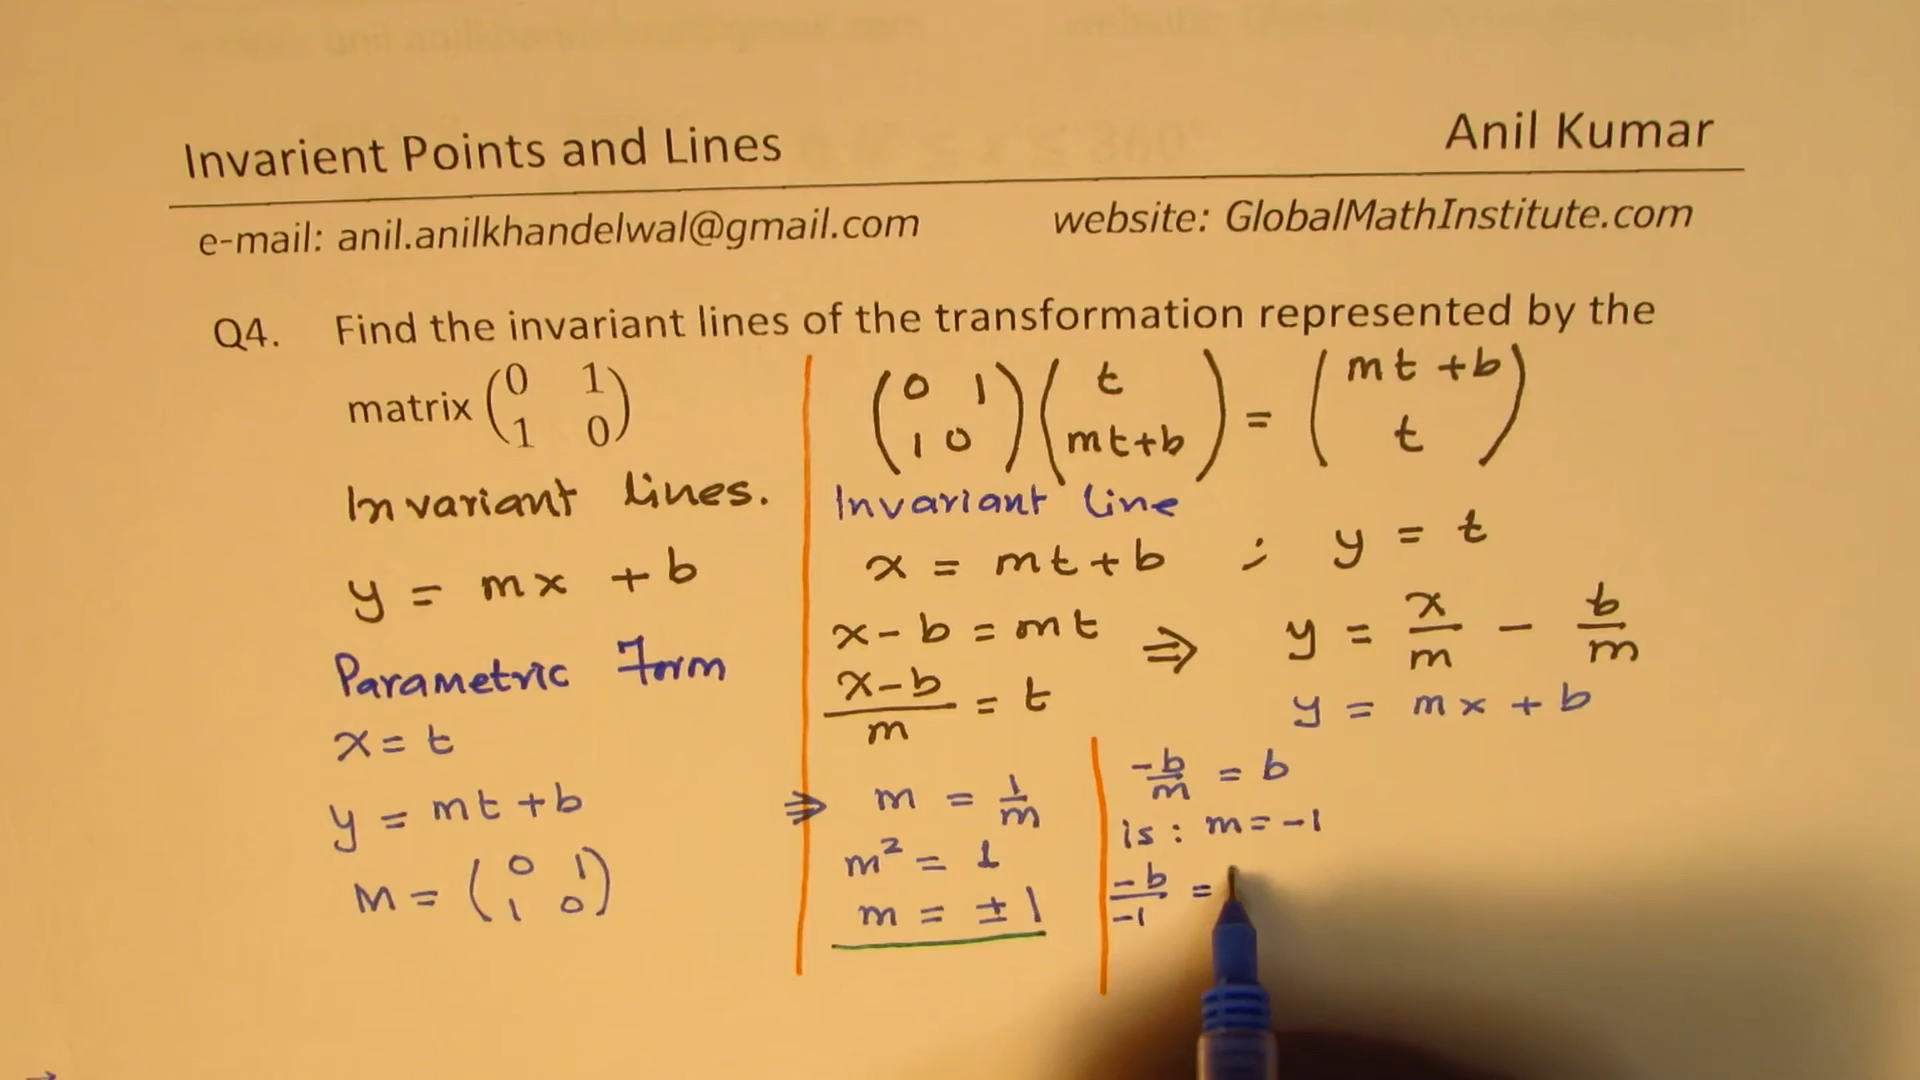 Invarient Points and Lines
Anil Kumar
e-mail: anil.anilkhandelwal@gmail.com
website: GlobalMathInstitute.com
Q4. Find the invariant lines of the transformation represented by the
matrix (0 1
1 0)
Invariant lines.
y = mx + b
Parametric Form
x = t
y = mt + b
M = (0 1
1 0)
(0 1
1 0) (t
mt+b) = (mt + b
t)
Invariant line
x = mt + b ; y = t
x - b = mt ⇒ y = x/m - b/m
(x-b)/m = t
y = mx + b
⇒ m = 1/m
m² = 1
m = ±1
-b/m = b
is: m = -1
-b/-1 =